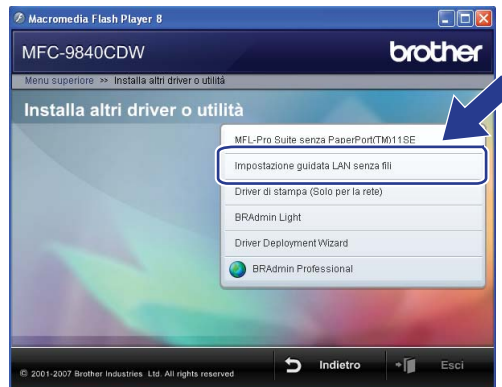 Macromedia Flash Player 8
MFC-9840CDW
brother
Menu superiore >> Installa altri driver o utilità
Installa altri driver o utilità
MFL-Pro Suite senza PaperPort(TM)11SE
Impostazione guidata LAN senza fili
Driver di stampa (Solo per la rete)
BRAdmin Light
Driver Deployment Wizard
BRAdmin Professional
© 2001-2007 Brother Industries Ltd. All rights reserved
Indietro
Esci